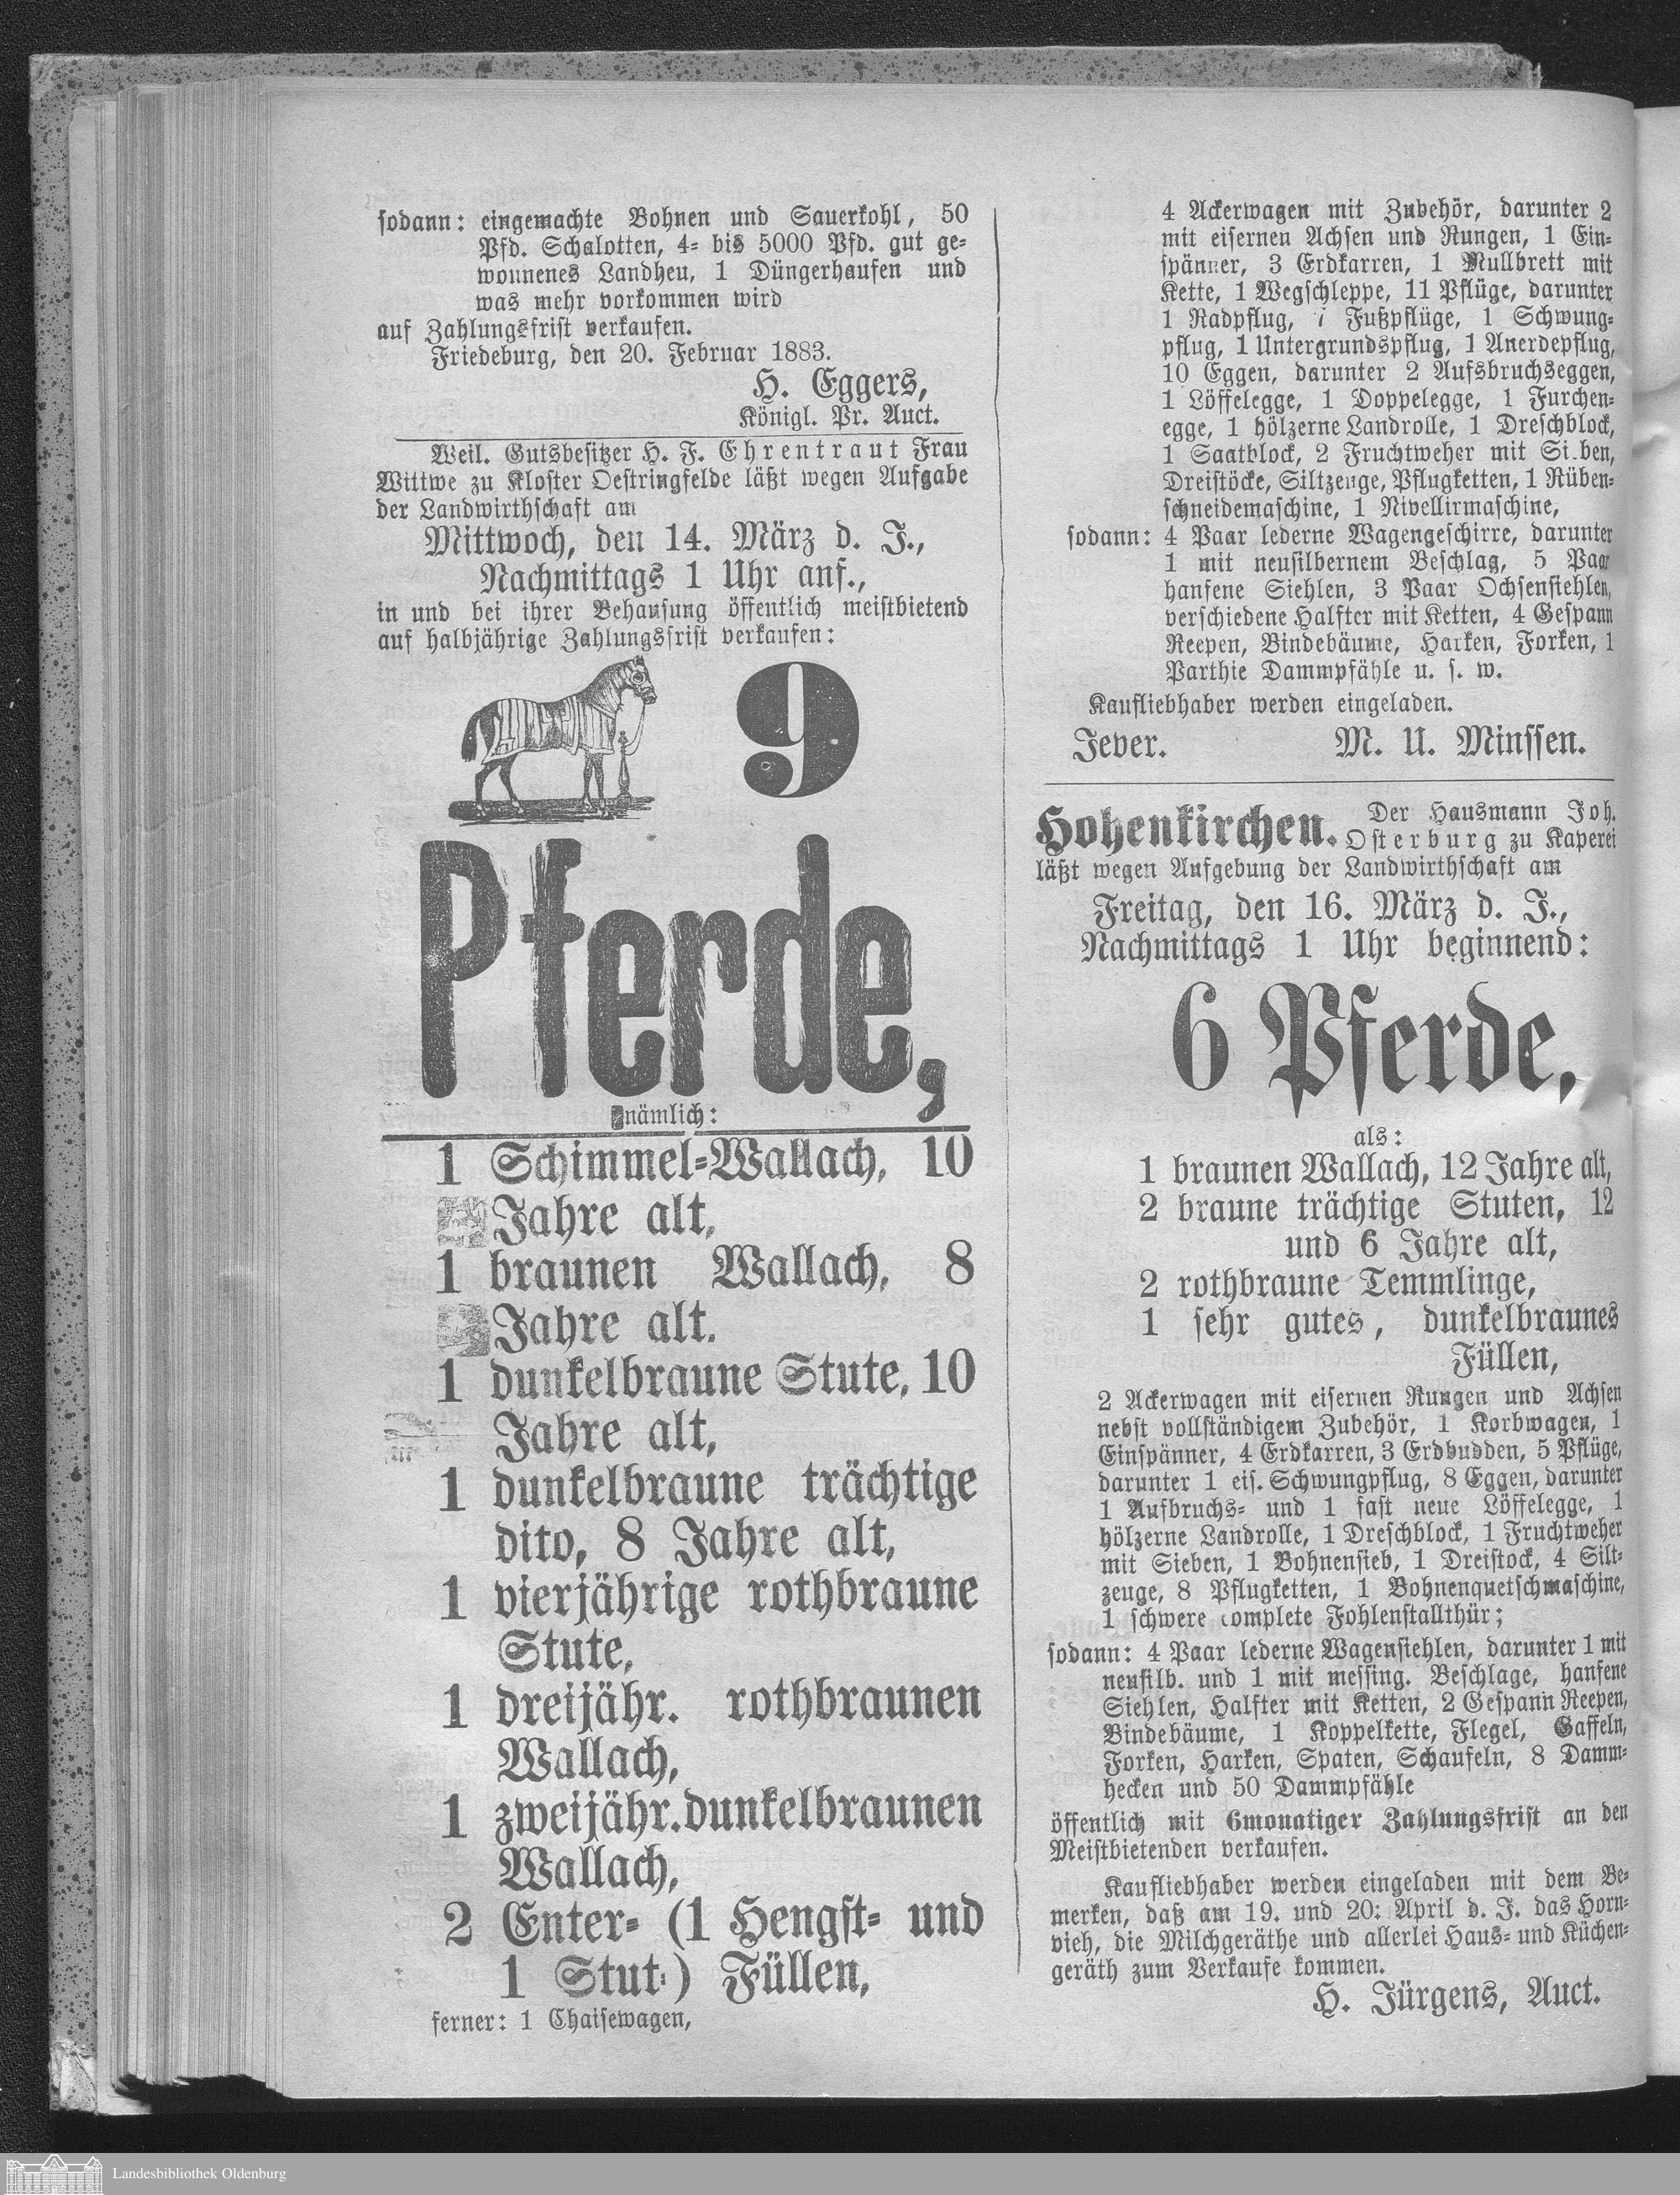 sodann: eingemachte Bohnen und Sauerkohl, 50
Pfd. Schalotten, 4= bis 5000 Pfd. gut ge=
wonnenes Landheu, 1 Düngerhaufen und
was mehr vorkommen wird
auf Zahlungsfrist verkaufen.
Friedeburg, den 20. Februar 1883.
H. Eggers,
Königl. Pr. Auct.
Weil. Gutsbesitzer H. F. Ehrentraut Frau
Wittwe zu Kloster Oestringfelde läßt wegen Aufgabe
der Landwirthschaft am
Mittwoch, den 14. März d. J.,
Nachmittags 1 Uhr anf.,
in und bei ihrer Behausung öffentlich meistbietend
auf halbjährige Zahlungsfrist verkaufen:
9
Pferde,
nämlich:
1 Schimmel=Wallach, 10
Jahre alt,
1 braunen Wallach, 8
Jahre alt.
1 dunkelbraune Stute, 10
Jahre alt,
1 dunkelbraune trächtige
dito, 8 Jahre alt,
1 vierjährige rothbraune
Stute,
1 dreijähr. rothbraunen
Wallach,
1 zweijähr. dunkelbraunen
Wallach,
2 Enter= (1 Hengst= und
1 Stut=) Füllen,
ferner: 1 Chaisewagen,
4 Ackerwagen mit Zubehör, darunter 2
mit eisernen Achsen und Rungen, 1 Ein=
spänner, 3 Erdkarren, 1 Mullbrett mit
Kette, 1 Wegschleppe, 11 Pflüge, darunter
1 Radpflug, Fußpflüge, 1 Schwung=
pflug, 1 Untergrundspflug, 1 Anerdepflug,
10 Eggen, darunter 2 Aufsbruchseggen,
1 Löffelegge, 1 Doppelegge, 1 Furchen=
egge, 1 hölzerne Landrolle, 1 Dreschblock,
1 Saatblock, 2 Fruchtweher mit Sieben,
Dreistöcke, Siltzeuge, Pflugketten, 1 Rüben=
schneidemaschine, 1 Nivellirmaschine,
sodann: 4 Paar lederne Wagengeschirre, darunter
1 mit neusilbernem Beschlag, 5 Paar
hanfene Siehlen, 3 Paar Ochsensiehlen,
verschiedene Halfter mit Ketten, 4 Gespann
Reepen, Bindebäume, Harken, Forken, 1
Parthie Dammpfähle u. s. w.
Kaufliebhaber werden eingeladen.
Jever. M. U. Minssen.
Hohenkirchen. Der Hausmann Joh.
Osterburg zu Kaperei
läßt wegen Aufgebung der Landwirthschaft am
Freitag, den 16. März d. J.,
Nachmittags 1 Uhr beginnend:
6 Pferde,
als:
1 braunen Wallach, 12 Jahre alt,
2 braune trächtige Stuten, 12
und 6 Jahre alt,
2 rothbraune Temmlinge,
1 sehr gutes, dunkelbraunes
Füllen,
2 Ackerwagen mit eisernen Rungen und Achsen
nebst vollständigem Zubehör, 1 Korbwagen, 1
Einspänner, 4 Erdkarren, 3 Erdbudden, 5 Pflüge,
darunter 1 eis. Schwungpflug, 8 Eggen, darunter
1 Aufbruchs= und 1 fast neue Löffelegge, 1
hölzerne Landrolle, 1 Dreschblock, 1 Fruchtweher
mit Sieben, 1 Bohnensieb, 1 Dreistock, 4 Silt=
zeuge, 8 Pflugketten, 1 Bohnenquetschmaschine,
1 schwere complete Fohlenstallthür;
sodann: 4 Paar lederne Wagensiehlen, darunter 1 mit
neusilb. und 1 mit messing. Beschlage, hanfene
Siehlen, Halfter mit Ketten, 2 Gespann Reepen,
Bindebäume, 1 Koppelkette, Flegel, Gaffeln,
Forken, Harken, Spaten, Schaufeln, 8 Damm=
hecken und 50 Dammpfähle
öffentlich mit 6monatiger Zahlungsfrist an den
Meistbietenden verkaufen.
Kaufliebhaber werden eingeladen mit dem Be=
merken, daß am 19. und 20: April d. J. das Horn=
vieh, die Milchgeräthe und allerlei Haus= und Küchen=
geräth zum Verkaufe kommen.
H. Jürgens, Auct.
Landesbibliothek Oldenburg